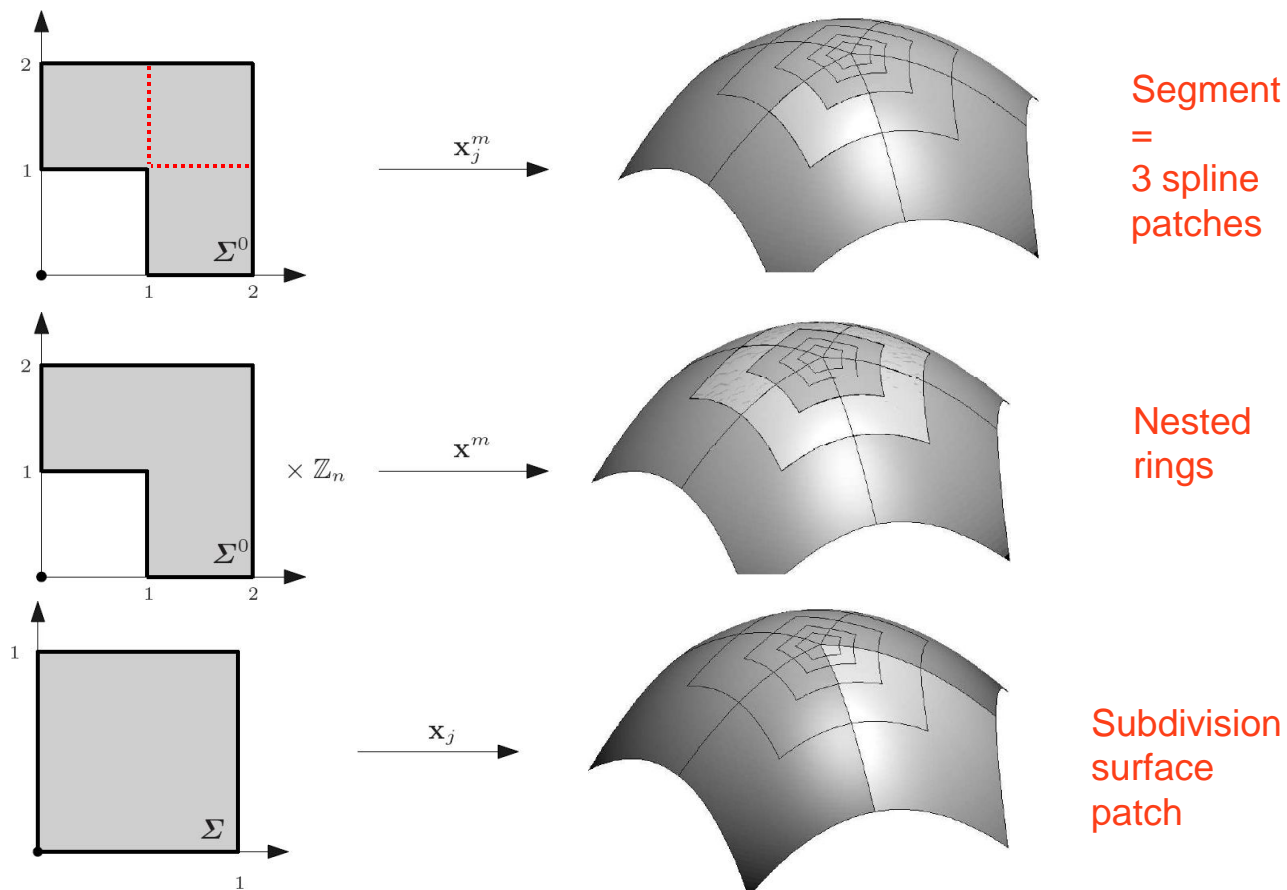 2
1
Σ⁰
1 2
x_j^m
Segment
=
3 spline
patches
2
1
Σ⁰
1 2
× ℤ_n
x^m
Nested
rings
1
Σ
1
x_j
Subdivision
surface
patch